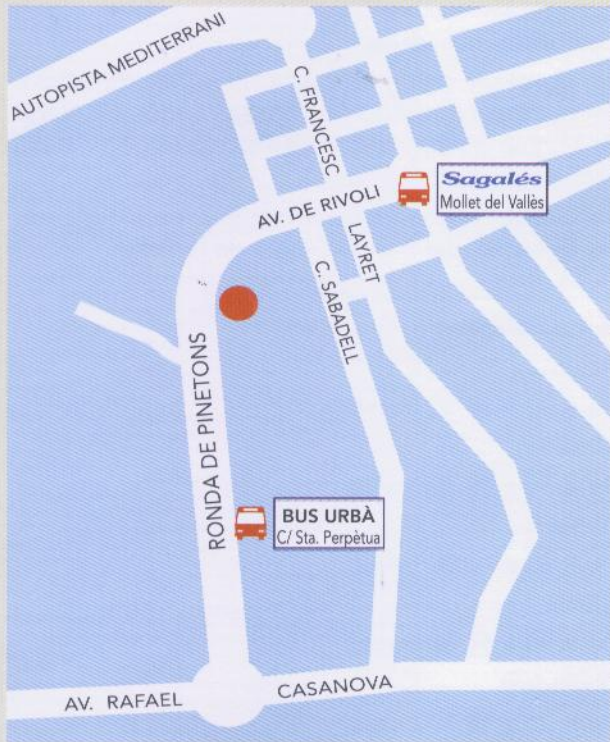 AUTOPISTA MEDITERRANI
C. FRANCESC
LAYRET
AV. DE RIVOLI
Sagalés
Mollet del Vallès
C. SABADELL
RONDA DE PINETONS
BUS URBÀ
C/ Sta. Perpètua
AV. RAFAEL
CASANOVA